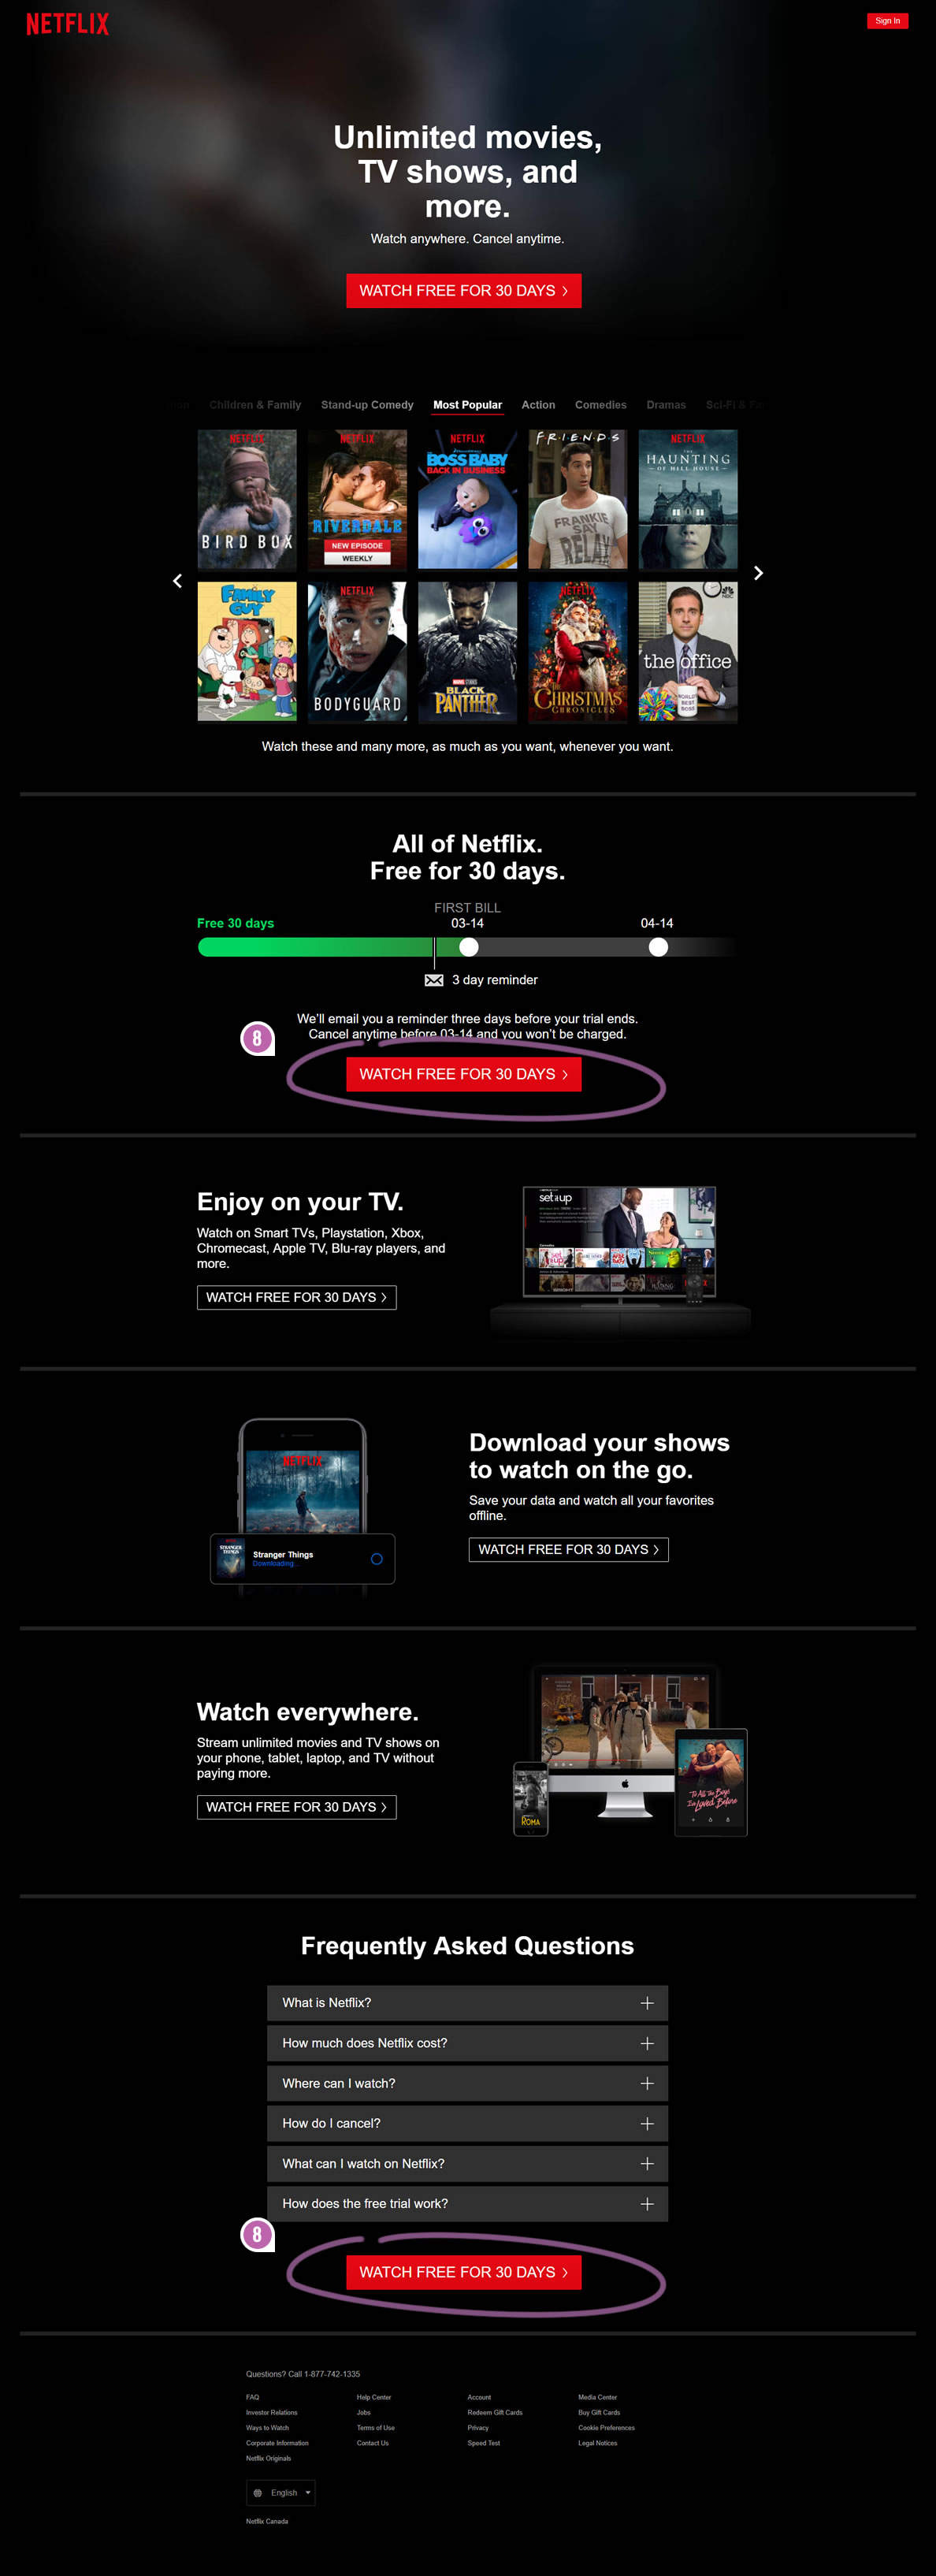 NETFLIX
Sign In
Unlimited movies,
TV shows, and
more.
Watch anywhere. Cancel anytime.
WATCH FREE FOR 30 DAYS
Children & Family
Stand-up Comedy
Most Popular
Action
Comedies
Dramas
Sci-Fi &
NETFLIX
BIRD BOX
NETFLIX
RIVERDALE
NEW EPISODE
WEEKLY
NETFLIX
BOSS BABY
BACK IN BUSINESS
F·R·I·E·N·D·S
FRANKIE
SAY
RELAX
NETFLIX
THE
HAUNTING
OF HILL HOUSE
FAMILY
GUY
NETFLIX
BODYGUARD
MARVEL STUDIOS
BLACK
PANTHER
NETFLIX
THE
CHRISTMAS
CHRONICLES
NBC
the office
WORLD'S
BEST
BOSS
Watch these and many more, as much as you want, whenever you want.
All of Netflix.
Free for 30 days.
FIRST BILL
Free 30 days
03-14
04-14
3 day reminder
We'll email you a reminder three days before your trial ends.
Cancel anytime before 03-14 and you won't be charged.
8
WATCH FREE FOR 30 DAYS
Enjoy on your TV.
Watch on Smart TVs, Playstation, Xbox,
Chromecast, Apple TV, Blu-ray players, and
more.
WATCH FREE FOR 30 DAYS
set it up
NETFLIX
Stranger Things
Downloading...
Download your shows
to watch on the go.
Save your data and watch all your favorites
offline.
WATCH FREE FOR 30 DAYS
Watch everywhere.
Stream unlimited movies and TV shows on
your phone, tablet, laptop, and TV without
paying more.
WATCH FREE FOR 30 DAYS
ROMA
To All the Boys
I've Loved Before
Frequently Asked Questions
What is Netflix?
How much does Netflix cost?
Where can I watch?
How do I cancel?
What can I watch on Netflix?
How does the free trial work?
8
WATCH FREE FOR 30 DAYS
Questions? Call 1-877-742-1335
FAQ
Help Center
Account
Media Center
Investor Relations
Jobs
Redeem Gift Cards
Buy Gift Cards
Ways to Watch
Terms of Use
Privacy
Cookie Preferences
Corporate Information
Contact Us
Speed Test
Legal Notices
Netflix Originals
English
Netflix Canada